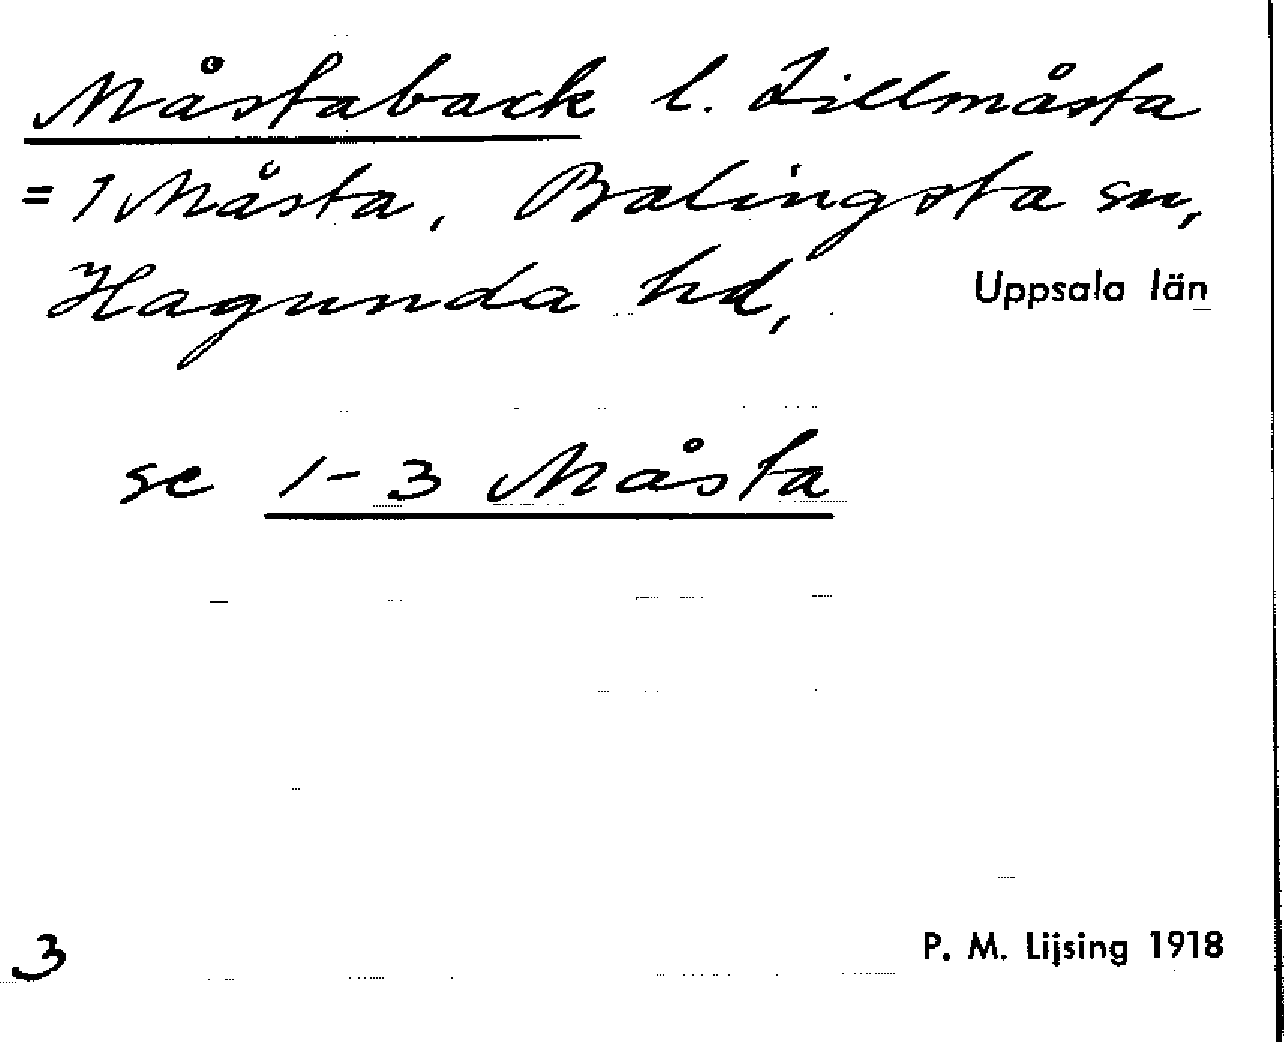 Måstaback l. Lillmåsta
= 1 Måsta, Balingsta sn,
Hagunda hd, Uppsala län
se 1-3 Måsta
3 P. M. Lijsing 1918